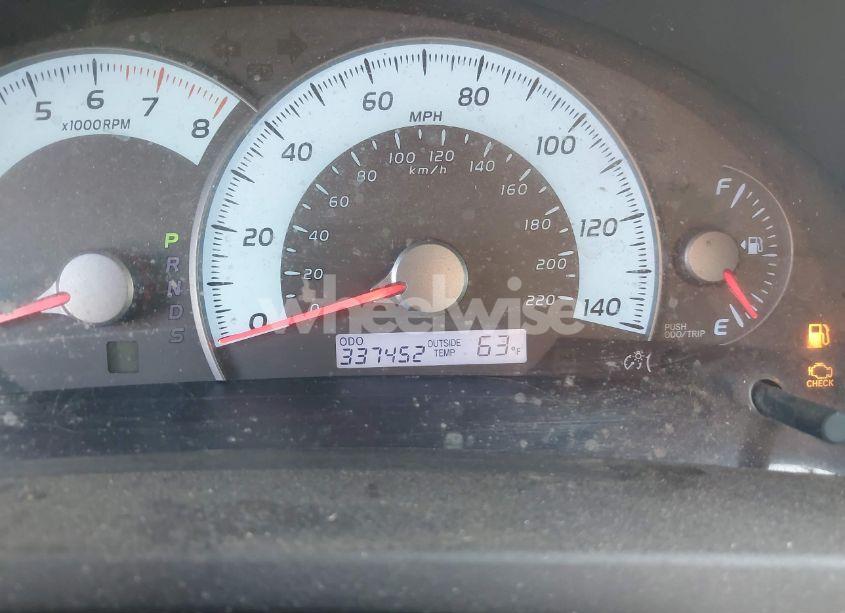 5 6 7 8
x1000RPM
P
R
N
D
S
0 20 40 60 80 100 120 140
MPH
0 20 40 60 80 100 120 140 160 180 200 220
km/h
ODO
337452
OUTSIDE
TEMP
63°F
F
E
PUSH
ODO/TRIP
CHECK
wheelwise